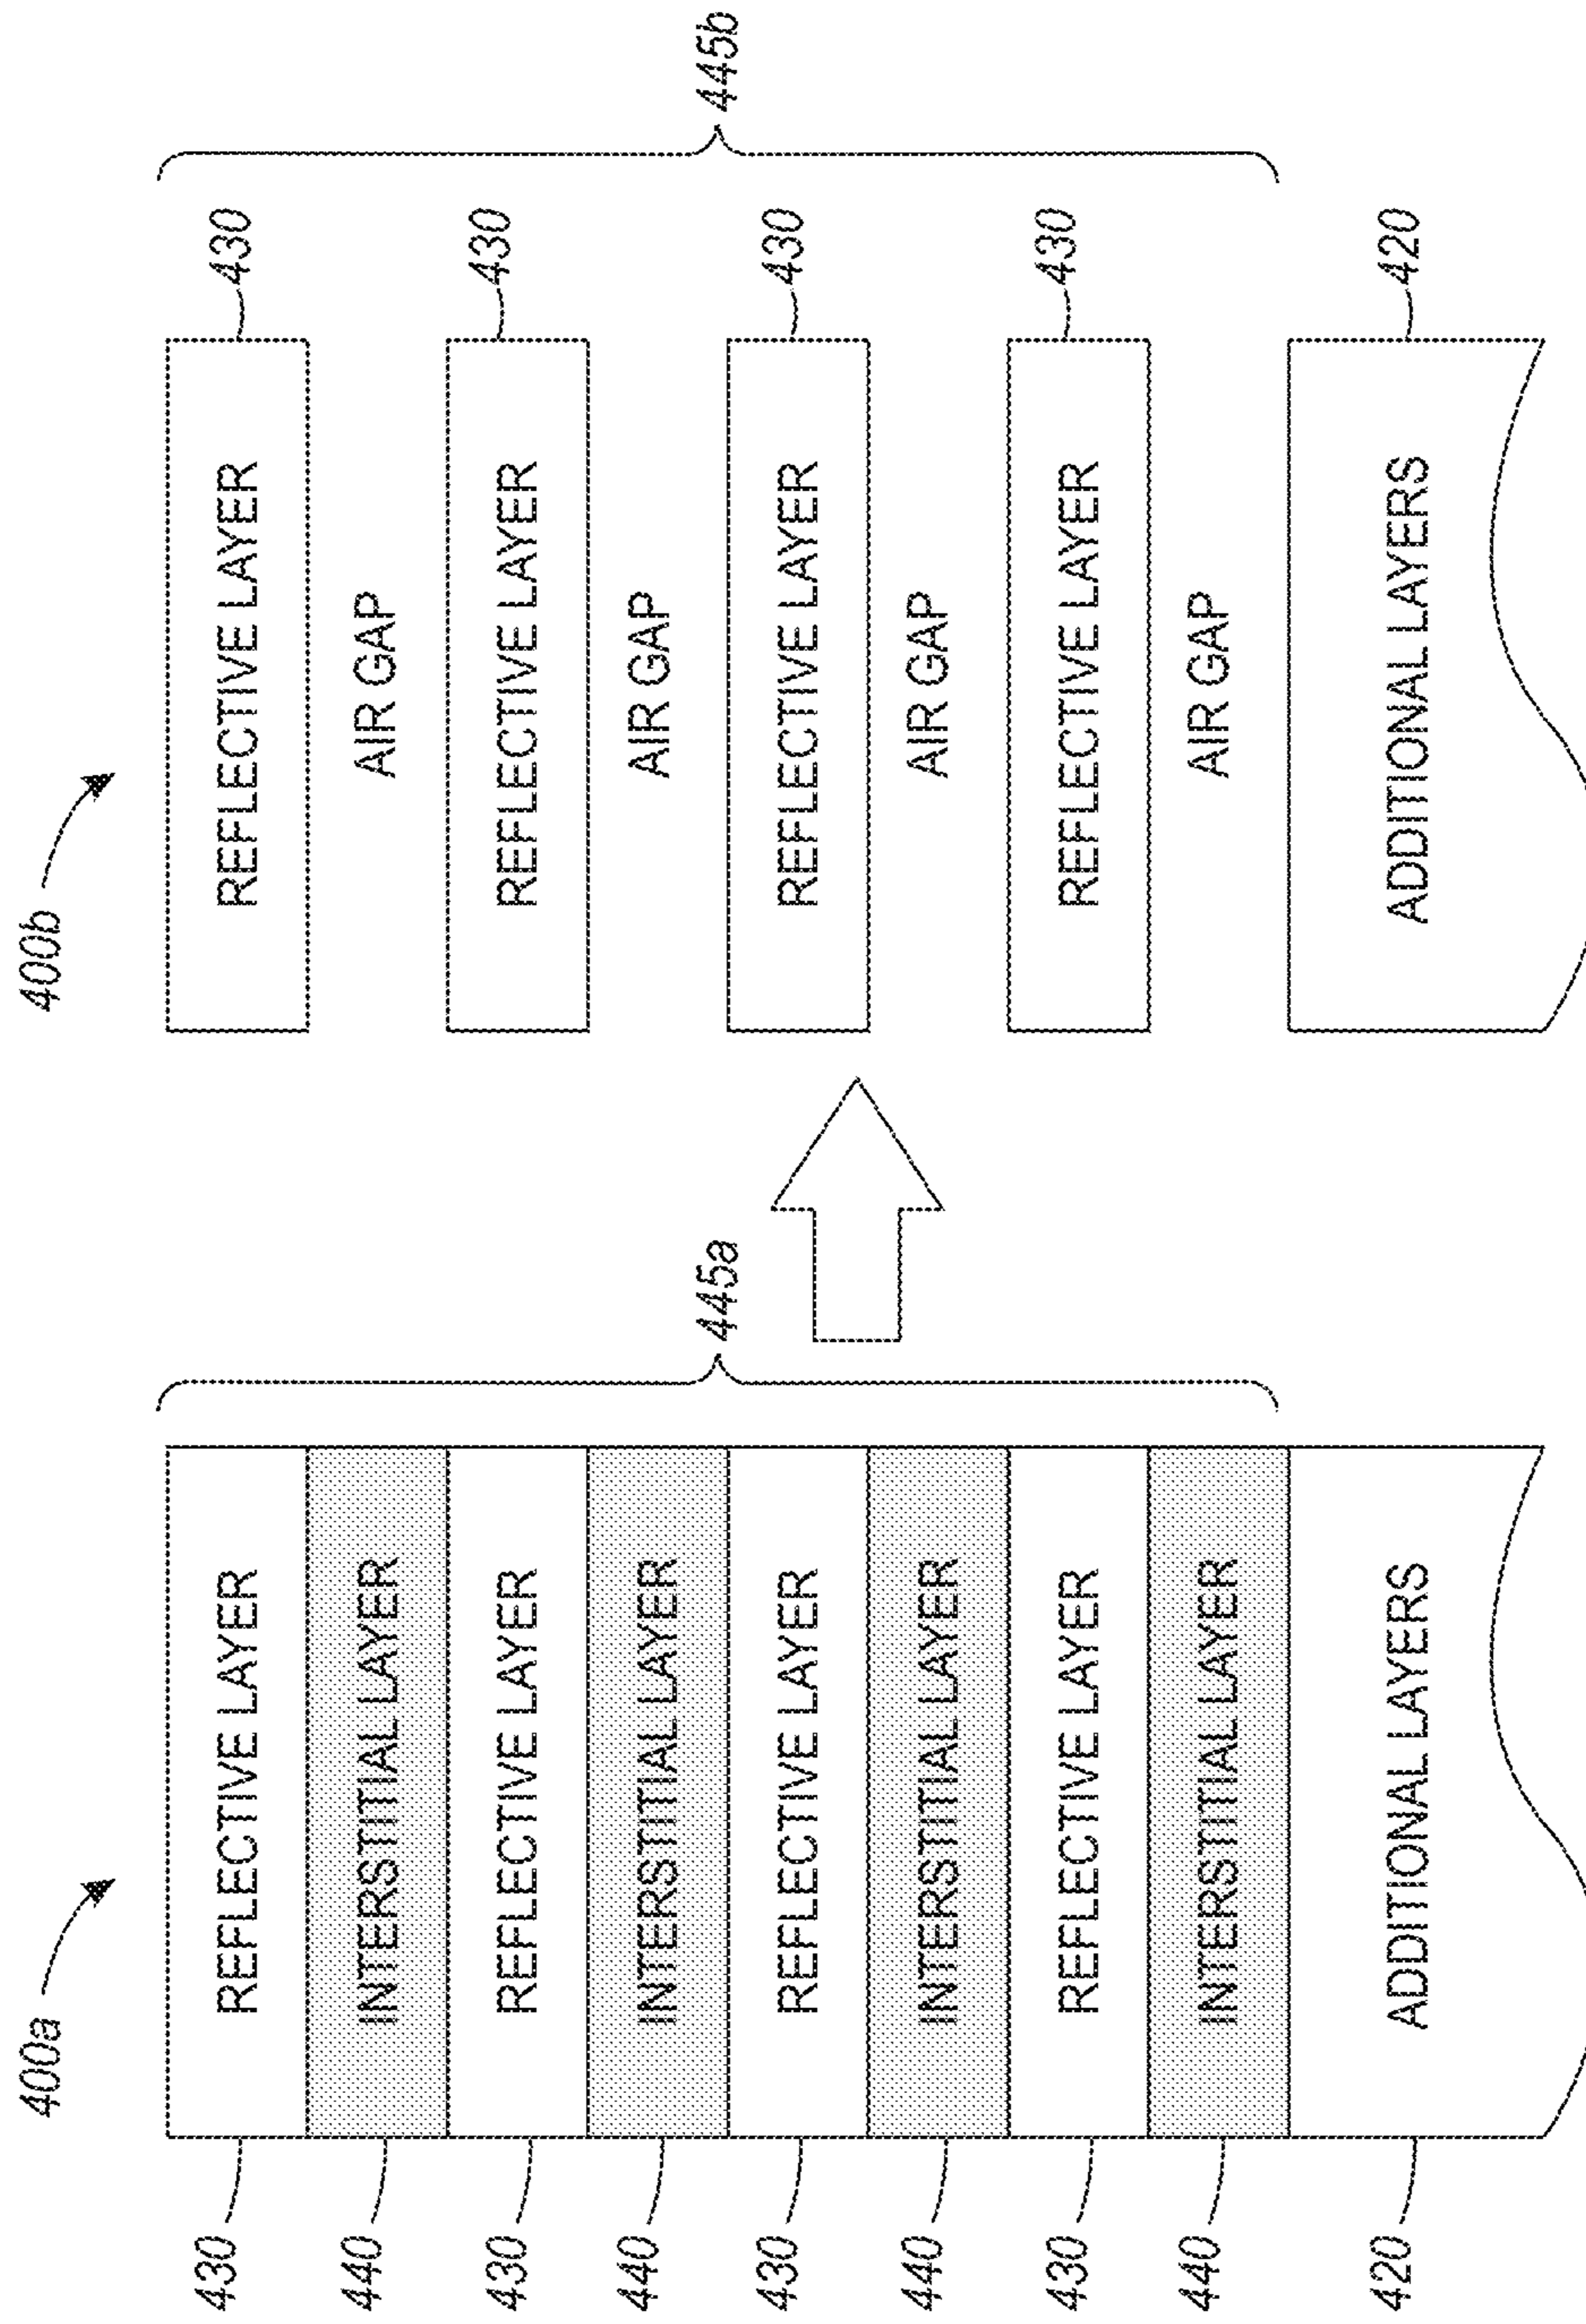 400a
430 REFLECTIVE LAYER
440 INTERSTITIAL LAYER
430 REFLECTIVE LAYER
440 INTERSTITIAL LAYER
430 REFLECTIVE LAYER
440 INTERSTITIAL LAYER
430 REFLECTIVE LAYER
440 INTERSTITIAL LAYER
420 ADDITIONAL LAYERS
445a
400b
REFLECTIVE LAYER 430
AIR GAP
REFLECTIVE LAYER 430
AIR GAP
REFLECTIVE LAYER 430
AIR GAP
REFLECTIVE LAYER 430
AIR GAP
ADDITIONAL LAYERS 420
445b